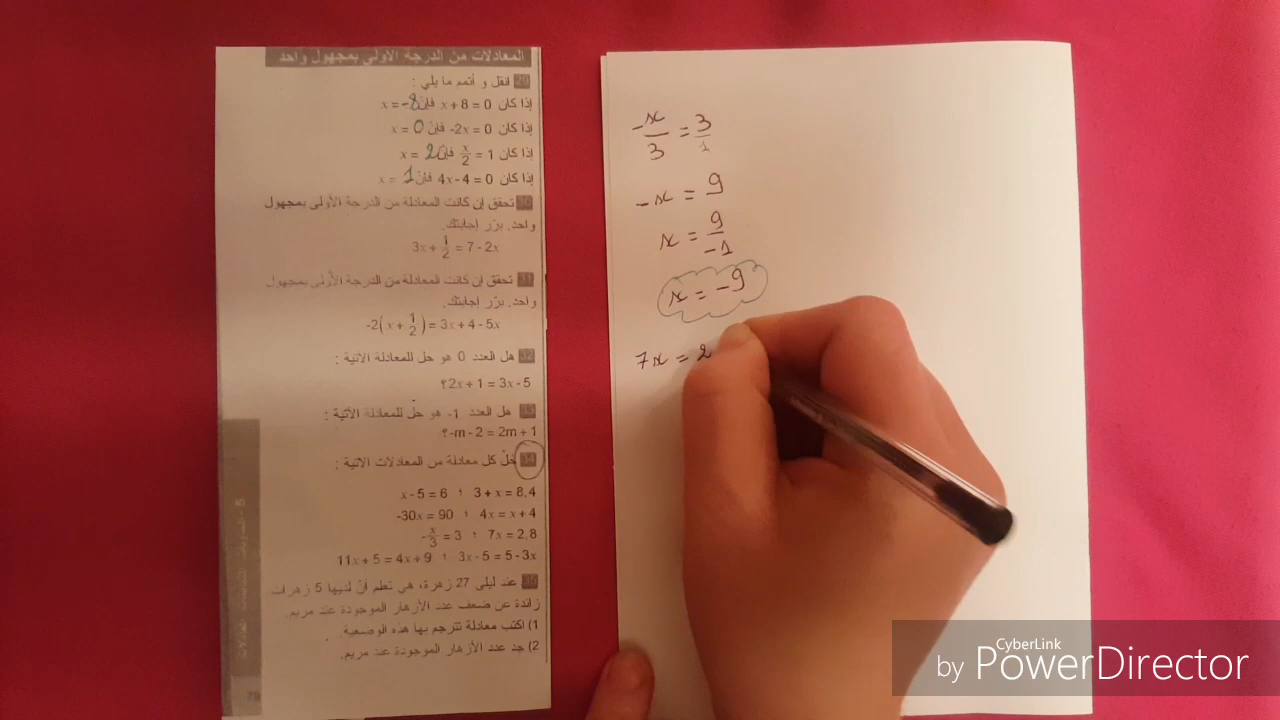 المعادلات من الدرجة الأولى بمجهول واحد
29 انقل و أتمم ما يلي :
إذا كان x + 8 = 0 فإنّ x = -8
إذا كان -2x = 0 فإنّ x = 0
إذا كان x/2 = 1 فإنّ x = 2
إذا كان 4x - 4 = 0 فإنّ x = 1
30 تحقق إن كانت المعادلة من الدرجة الأولى بمجهول
واحد. برّر إجابتك.
3x + 1/2 = 7 - 2x
31 تحقق إن كانت المعادلة من الدرجة الأولى بمجهول
واحد. برّر إجابتك.
-2(x + 1/2) = 3x + 4 - 5x
32 هل العدد 0 هو حل للمعادلة الآتية :
2x + 1 = 3x - 5 ؟
33 هل العدد -1 هو حلّ للمعادلة الآتية :
-m - 2 = 2m + 1 ؟
34 حلّ كل معادلة من المعادلات الآتية :
3 + x = 8,4 ؛ x - 5 = 6
4x = x + 4 ؛ -30x = 90
7x = 2,8 ؛ -x/3 = 3
3x - 5 = 5 - 3x ؛ 11x + 5 = 4x + 9
35 عند ليلى 27 زهرة، هي تعلم أنّ لديها 5 زهرات
زائدة عن ضعف عدد الأزهار الموجودة عند مريم.
1) اكتب معادلة تترجم بها هذه الوضعية.
2) جد عدد الأزهار الموجودة عند مريم.
-x/3 = 3/1
-x = 9
x = 9/-1
x = -9
7x = 2
CyberLink
by PowerDirector